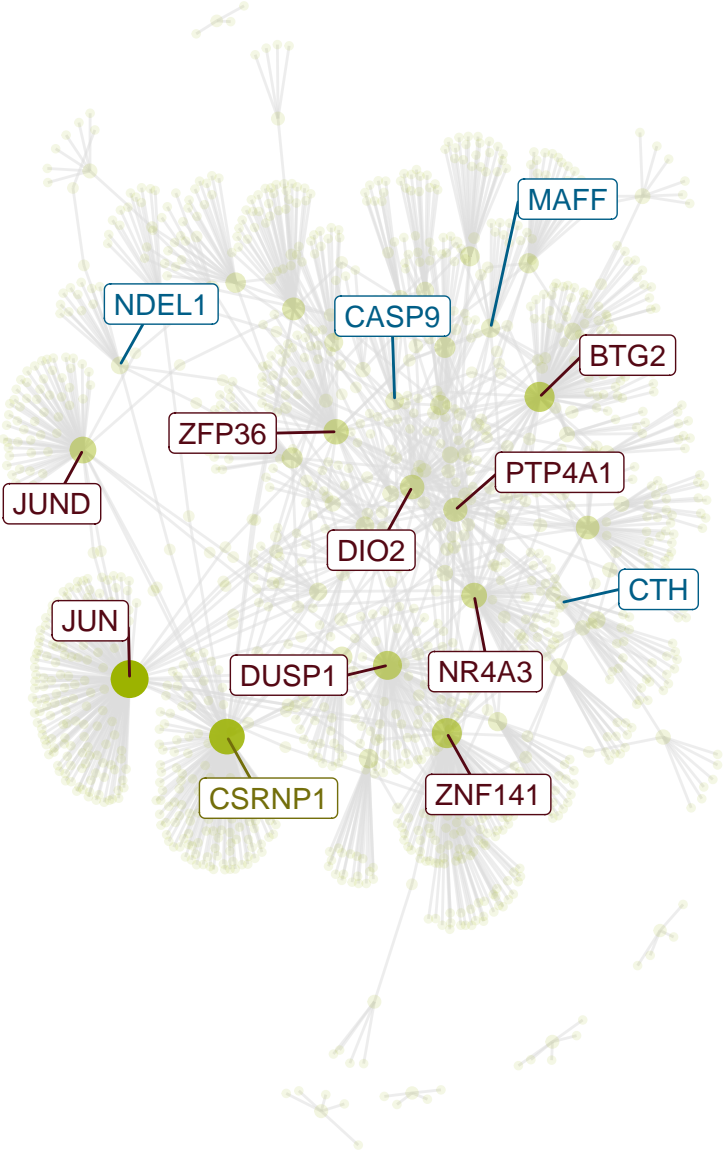 MAFF
NDEL1
CASP9
BTG2
ZFP36
PTP4A1
JUND
DIO2
CTH
JUN
DUSP1
NR4A3
CSRNP1
ZNF141